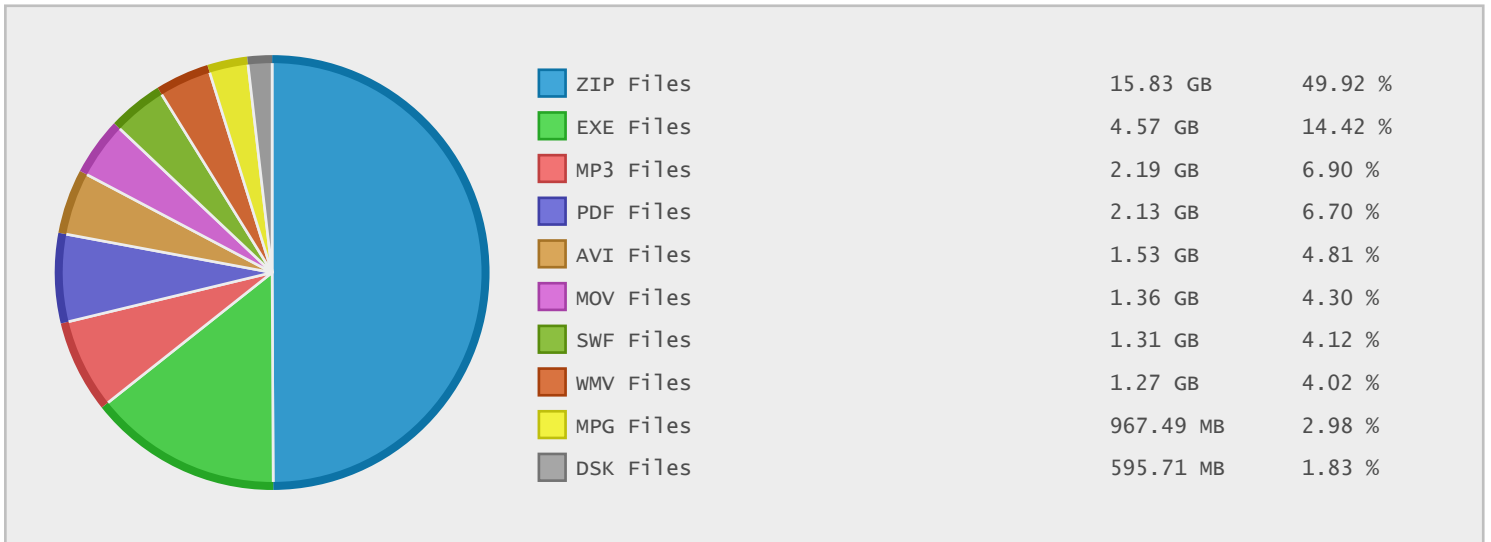 ZIP Files 15.83 GB 49.92 %
EXE Files 4.57 GB 14.42 %
MP3 Files 2.19 GB 6.90 %
PDF Files 2.13 GB 6.70 %
AVI Files 1.53 GB 4.81 %
MOV Files 1.36 GB 4.30 %
SWF Files 1.31 GB 4.12 %
WMV Files 1.27 GB 4.02 %
MPG Files 967.49 MB 2.98 %
DSK Files 595.71 MB 1.83 %